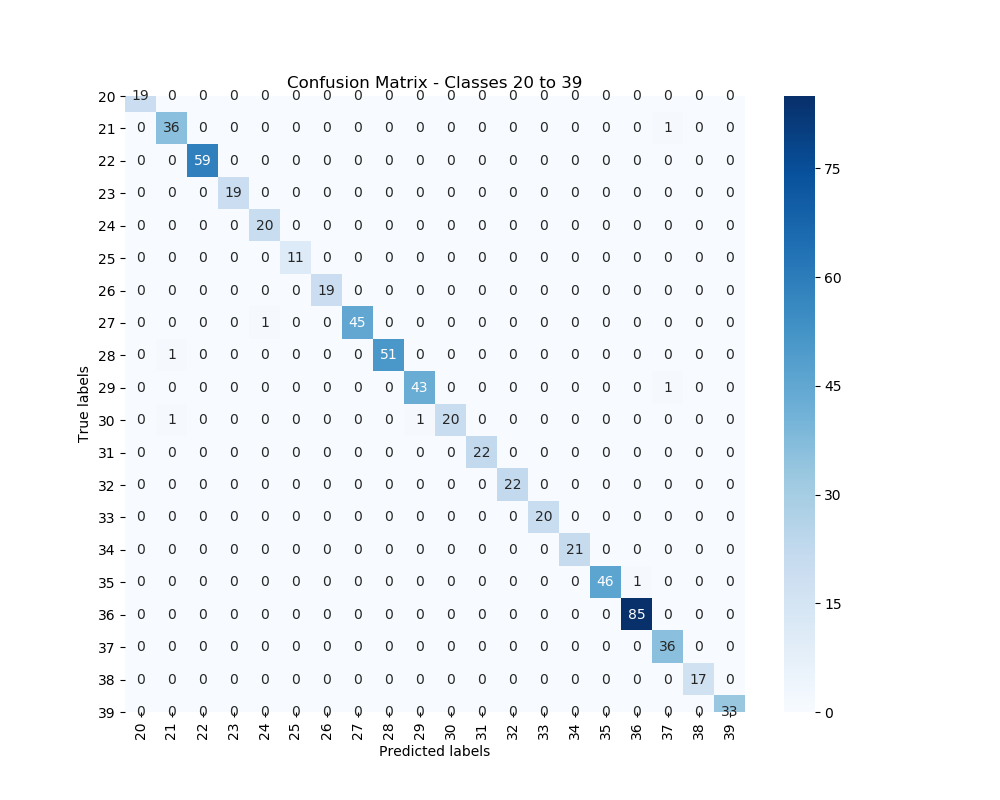 Confusion Matrix - Classes 20 to 39
20 19 0 0 0 0 0 0 0 0 0 0 0 0 0 0 0 0 0 0 0
21 0 36 0 0 0 0 0 0 0 0 0 0 0 0 0 0 0 1 0 0
22 0 0 59 0 0 0 0 0 0 0 0 0 0 0 0 0 0 0 0 0
23 0 0 0 19 0 0 0 0 0 0 0 0 0 0 0 0 0 0 0 0
24 0 0 0 0 20 0 0 0 0 0 0 0 0 0 0 0 0 0 0 0
25 0 0 0 0 0 11 0 0 0 0 0 0 0 0 0 0 0 0 0 0
26 0 0 0 0 0 0 19 0 0 0 0 0 0 0 0 0 0 0 0 0
27 0 0 0 0 1 0 0 45 0 0 0 0 0 0 0 0 0 0 0 0
28 0 1 0 0 0 0 0 0 51 0 0 0 0 0 0 0 0 0 0 0
29 0 0 0 0 0 0 0 0 0 43 0 0 0 0 0 0 0 1 0 0
30 0 1 0 0 0 0 0 0 0 1 20 0 0 0 0 0 0 0 0 0
31 0 0 0 0 0 0 0 0 0 0 0 22 0 0 0 0 0 0 0 0
32 0 0 0 0 0 0 0 0 0 0 0 0 22 0 0 0 0 0 0 0
33 0 0 0 0 0 0 0 0 0 0 0 0 0 20 0 0 0 0 0 0
34 0 0 0 0 0 0 0 0 0 0 0 0 0 0 21 0 0 0 0 0
35 0 0 0 0 0 0 0 0 0 0 0 0 0 0 0 46 1 0 0 0
36 0 0 0 0 0 0 0 0 0 0 0 0 0 0 0 0 85 0 0 0
37 0 0 0 0 0 0 0 0 0 0 0 0 0 0 0 0 0 36 0 0
38 0 0 0 0 0 0 0 0 0 0 0 0 0 0 0 0 0 0 17 0
39 0 0 0 0 0 0 0 0 0 0 0 0 0 0 0 0 0 0 0 33
20 21 22 23 24 25 26 27 28 29 30 31 32 33 34 35 36 37 38 39
Predicted labels
True labels
75
60
45
30
15
0